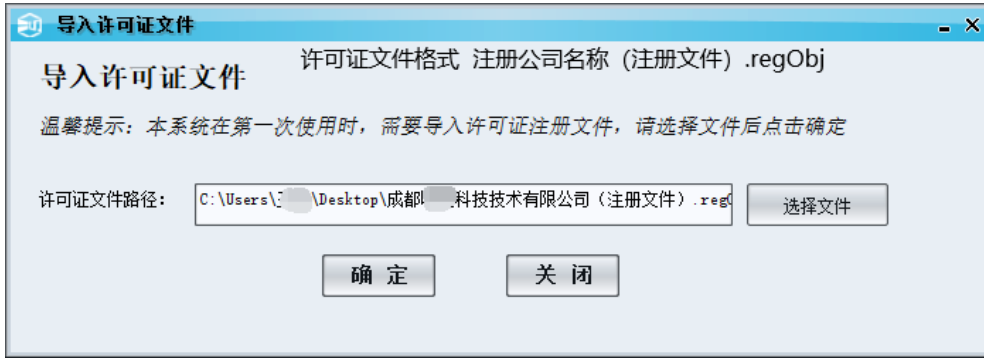 导入许可证文件
许可证文件格式 注册公司名称（注册文件）.regObj
导入许可证文件
温馨提示：本系统在第一次使用时，需要导入许可证注册文件，请选择文件后点击确定
许可证文件路径： C:\Users\ \Desktop\成都 科技技术有限公司（注册文件）.reg 选择文件
确 定 关 闭